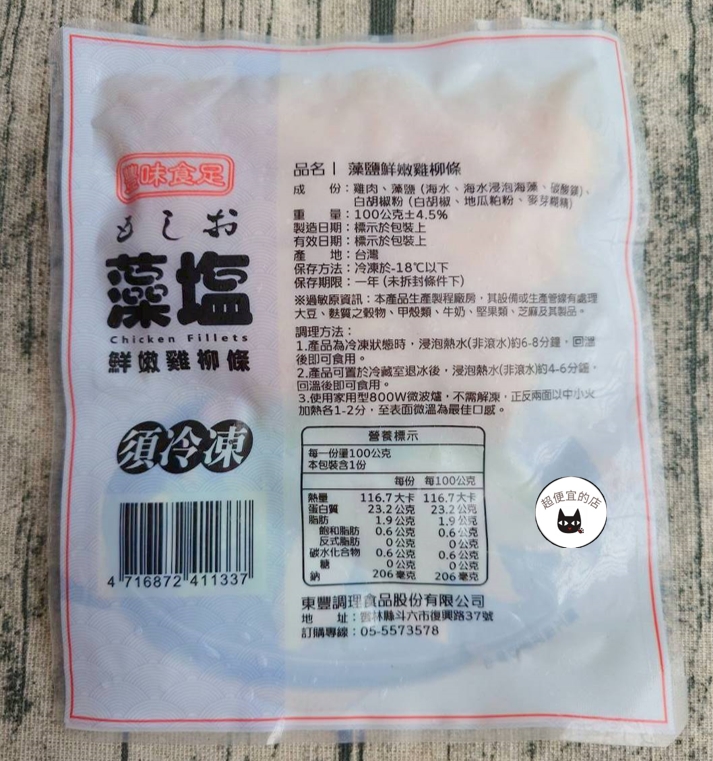 豐味食足
もしお
藻塩
Chicken Fillets
鮮嫩雞柳條
須冷凍
4 716872 411337
品名 | 藻鹽鮮嫩雞柳條
成 份：雞肉、藻鹽 (海水、海水浸泡海藻、碳酸鎂)、
白胡椒粉 (白胡椒、地瓜粕粉、麥芽糊精)
重 量：100公克±4.5%
製造日期：標示於包裝上
有效日期：標示於包裝上
產 地：台灣
保存方法：冷凍於-18℃以下
保存期限：一年 (未拆封條件下)
※過敏原資訊：本產品生產製程廠房，其設備或生產管線有處理
大豆、麩質之穀物、甲殼類、牛奶、堅果類、芝麻及其製品。
調理方法：
1.產品為冷凍狀態時，浸泡熱水(非滾水)約6-8分鐘，回溫
後即可食用。
2.產品可置於冷藏室退冰後，浸泡熱水(非滾水)約4-6分鐘，
回溫後即可食用。
3.使用家用型800W微波爐，不需解凍，正反兩面以中小火
加熱各1-2分，至表面微溫為最佳口感。
營養標示
每一份量100公克
本包裝含1份
每份 每100公克
熱量 116.7大卡 116.7大卡
蛋白質 23.2公克 23.2公克
脂肪 1.9公克 1.9公克
飽和脂肪 0.6公克 0.6公克
反式脂肪 0公克 0公克
碳水化合物 0.6公克 0.6公克
糖 0公克 0公克
鈉 206毫克 206毫克
東豐調理食品股份有限公司
地 址：雲林縣斗六市復興路37號
訂購專線：05-5573578
超便宜的店